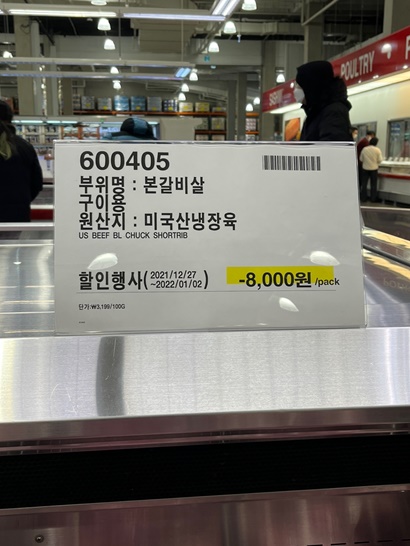 POULTRY
600405
부위명 : 본갈비살
구이용
원산지 : 미국산냉장육
US BEEF BL CHUCK SHORTRIB
할인행사( 2021/12/27 ~2022/01/02 ) -8,000원 /pack
단가:₩3,199/100G